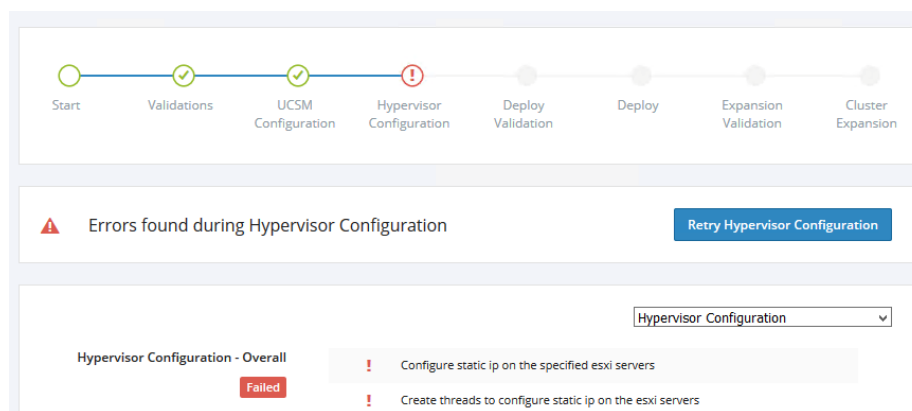 Start
Validations
UCSM
Configuration
Hypervisor
Configuration
Deploy
Validation
Deploy
Expansion
Validation
Cluster
Expansion
Errors found during Hypervisor Configuration
Retry Hypervisor Configuration
Hypervisor Configuration
Hypervisor Configuration - Overall
Failed
! Configure static ip on the specified esxi servers
! Create threads to configure static ip on the esxi servers